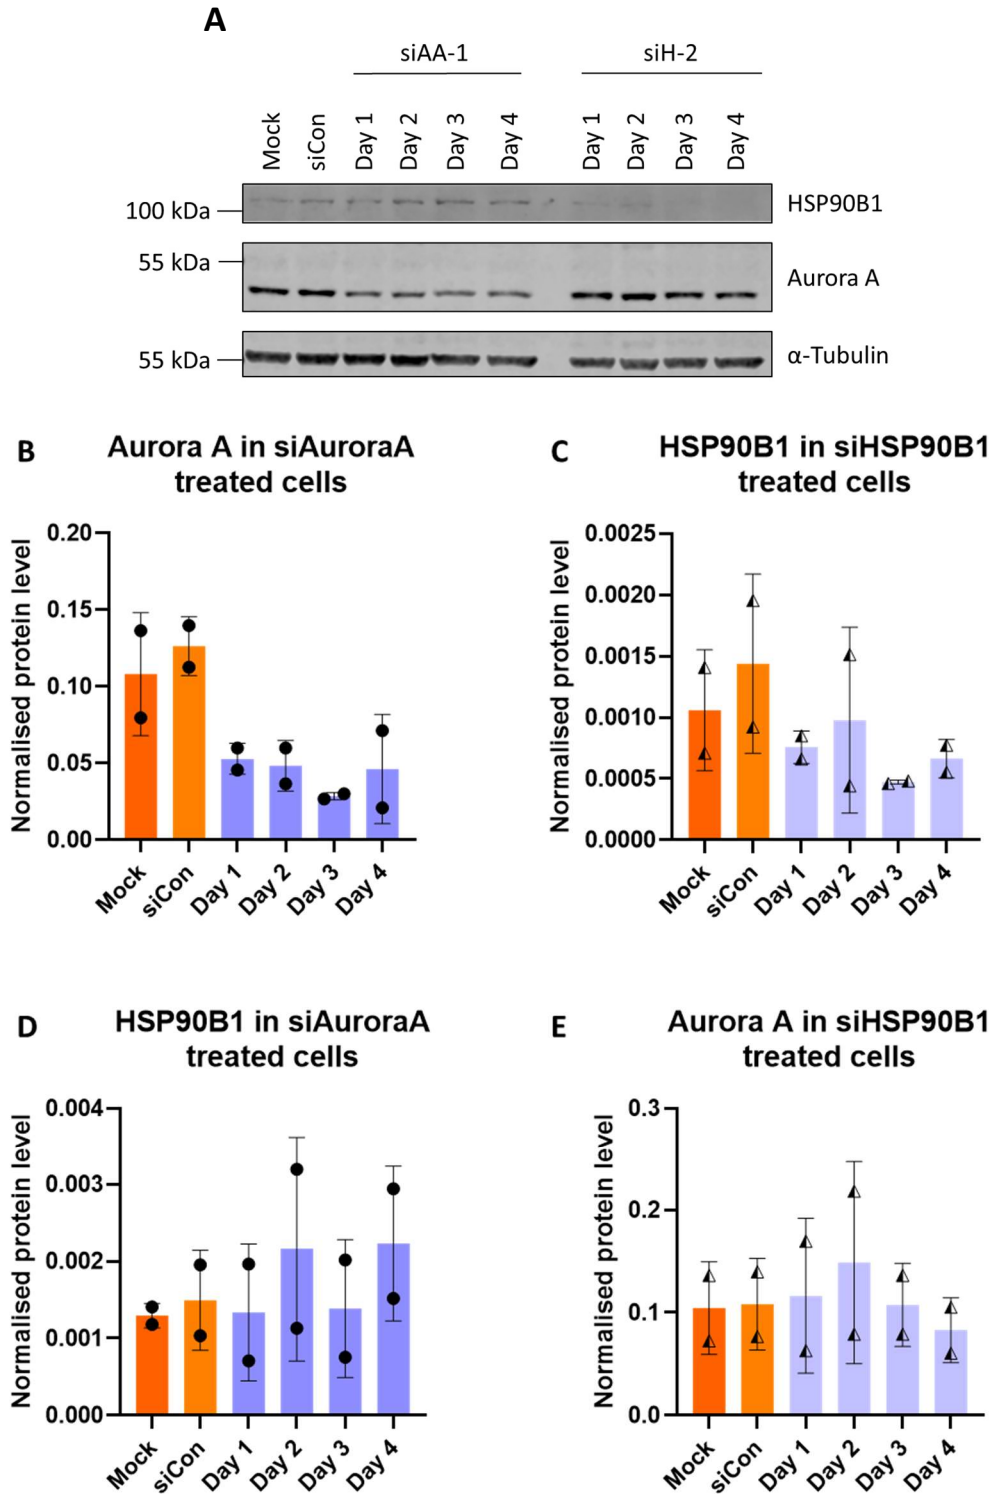 A
siAA-1 siH-2
Mock siCon Day 1 Day 2 Day 3 Day 4 Day 1 Day 2 Day 3 Day 4
100 kDa HSP90B1
55 kDa
Aurora A
55 kDa α-Tubulin
B Aurora A in siAuroraA
treated cells
Normalised protein level
0.20
0.15
0.10
0.05
0.00
Mock siCon Day 1 Day 2 Day 3 Day 4
C HSP90B1 in siHSP90B1
treated cells
Normalised protein level
0.0025
0.0020
0.0015
0.0010
0.0005
0.0000
Mock siCon Day 1 Day 2 Day 3 Day 4
D HSP90B1 in siAuroraA
treated cells
Normalised protein level
0.004
0.003
0.002
0.001
0.000
Mock siCon Day 1 Day 2 Day 3 Day 4
E Aurora A in siHSP90B1
treated cells
Normalised protein level
0.3
0.2
0.1
0.0
Mock siCon Day 1 Day 2 Day 3 Day 4